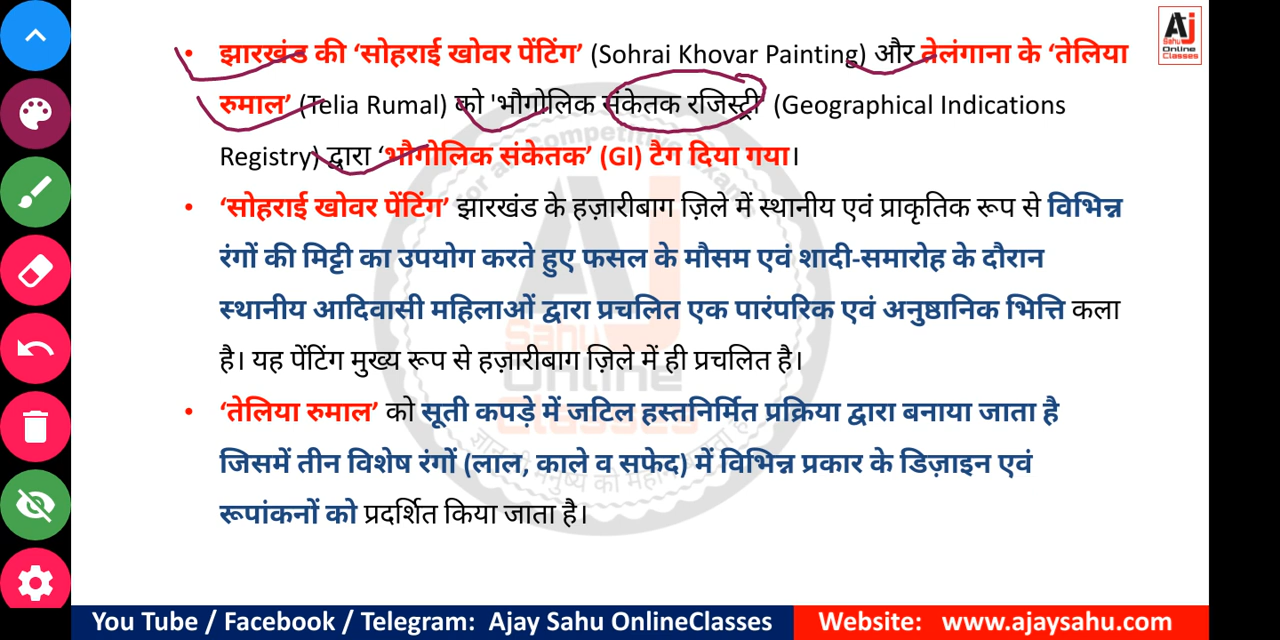 Aj
Sahu
Online
Classes
• झारखंड की ‘सोहराई खोवर पेंटिंग’ (Sohrai Khovar Painting) और तेलंगाना के ‘तेलिया
रुमाल’ (Telia Rumal) को 'भौगोलिक संकेतक रजिस्ट्री’ (Geographical Indications
Registry) द्वारा ‘भौगोलिक संकेतक’ (GI) टैग दिया गया।
• ‘सोहराई खोवर पेंटिंग’ झारखंड के हज़ारीबाग ज़िले में स्थानीय एवं प्राकृतिक रूप से विभिन्न
रंगों की मिट्टी का उपयोग करते हुए फसल के मौसम एवं शादी-समारोह के दौरान
स्थानीय आदिवासी महिलाओं द्वारा प्रचलित एक पारंपरिक एवं अनुष्ठानिक भित्ति कला
है। यह पेंटिंग मुख्य रूप से हज़ारीबाग ज़िले में ही प्रचलित है।
• ‘तेलिया रुमाल’ को सूती कपड़े में जटिल हस्तनिर्मित प्रक्रिया द्वारा बनाया जाता है
जिसमें तीन विशेष रंगों (लाल, काले व सफेद) में विभिन्न प्रकार के डिज़ाइन एवं
रूपांकनों को प्रदर्शित किया जाता है।
You Tube / Facebook / Telegram: Ajay Sahu OnlineClasses Website: www.ajaysahu.com